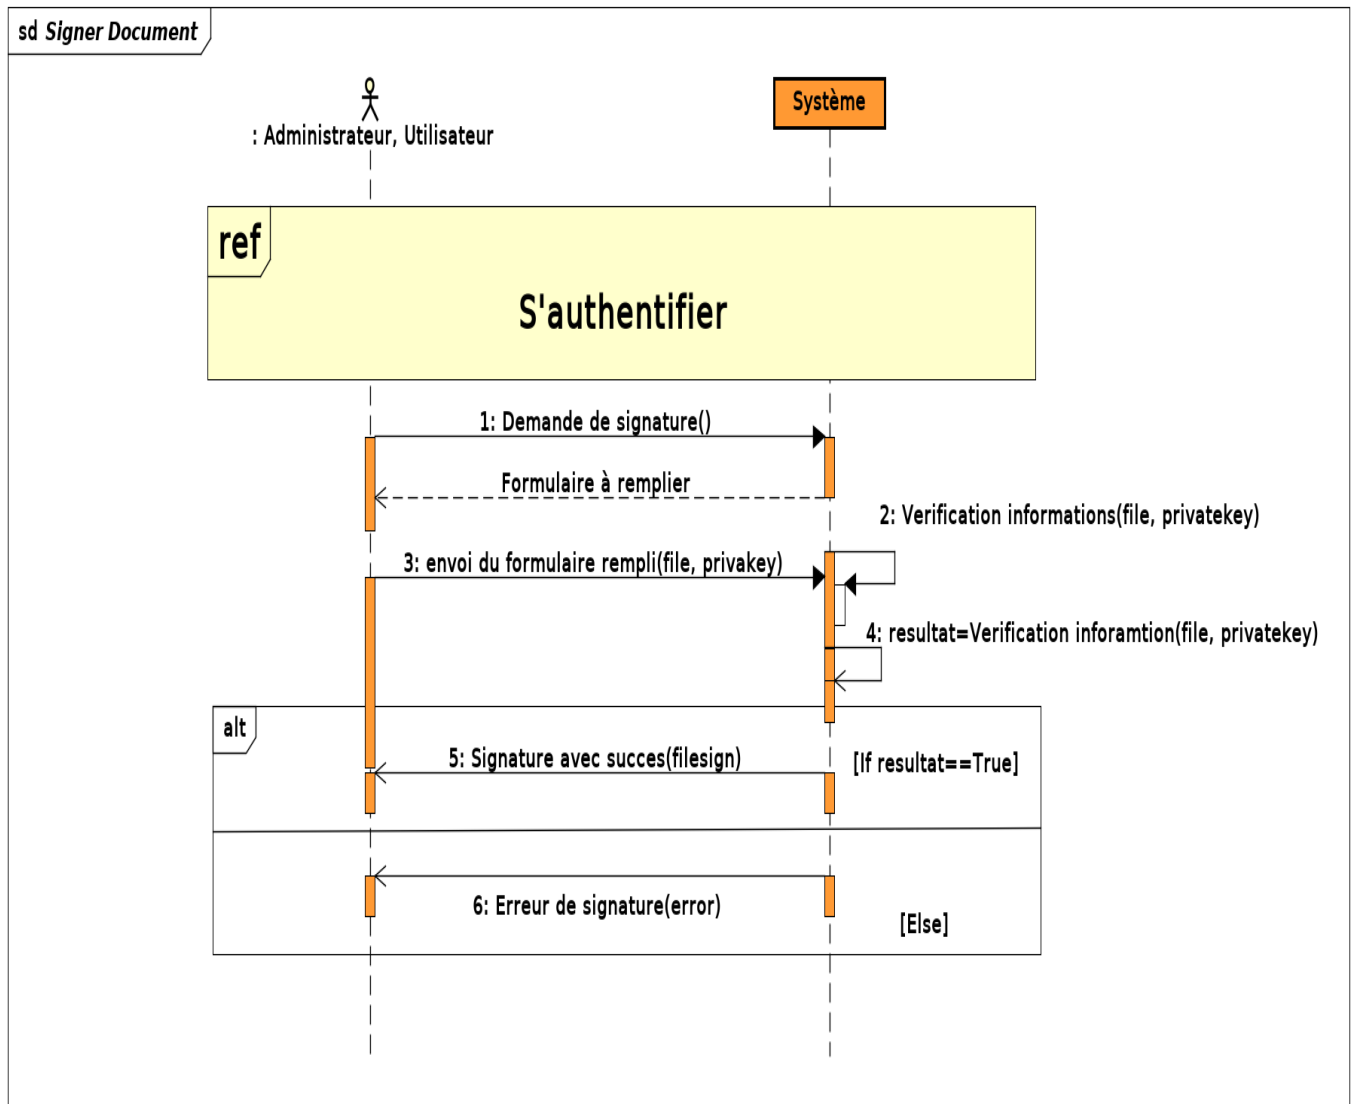 sd Signer Document
: Administrateur, Utilisateur
Système
ref
S'authentifier
1: Demande de signature()
Formulaire à remplier
2: Verification informations(file, privatekey)
3: envoi du formulaire rempli(file, privakey)
4: resultat=Verification inforamtion(file, privatekey)
alt
5: Signature avec succes(filesign)
[If resultat==True]
6: Erreur de signature(error)
[Else]